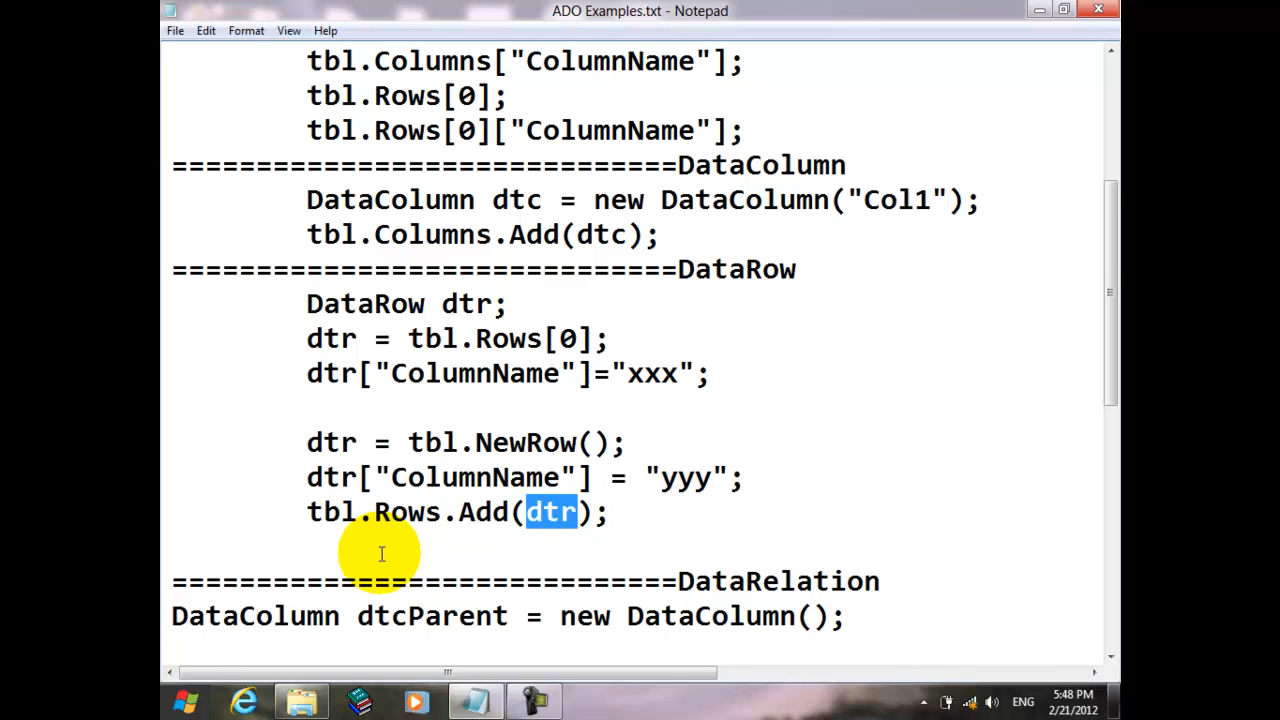 ADO Examples.txt - Notepad
File Edit Format View Help
tbl.Columns["ColumnName"];
tbl.Rows[0];
tbl.Rows[0]["ColumnName"];
==============================DataColumn
DataColumn dtc = new DataColumn("Col1");
tbl.Columns.Add(dtc);
==============================DataRow
DataRow dtr;
dtr = tbl.Rows[0];
dtr["ColumnName"]="xxx";
dtr = tbl.NewRow();
dtr["ColumnName"] = "yyy";
tbl.Rows.Add(dtr);
==============================DataRelation
DataColumn dtcParent = new DataColumn();
ENG
5:48 PM
2/21/2012